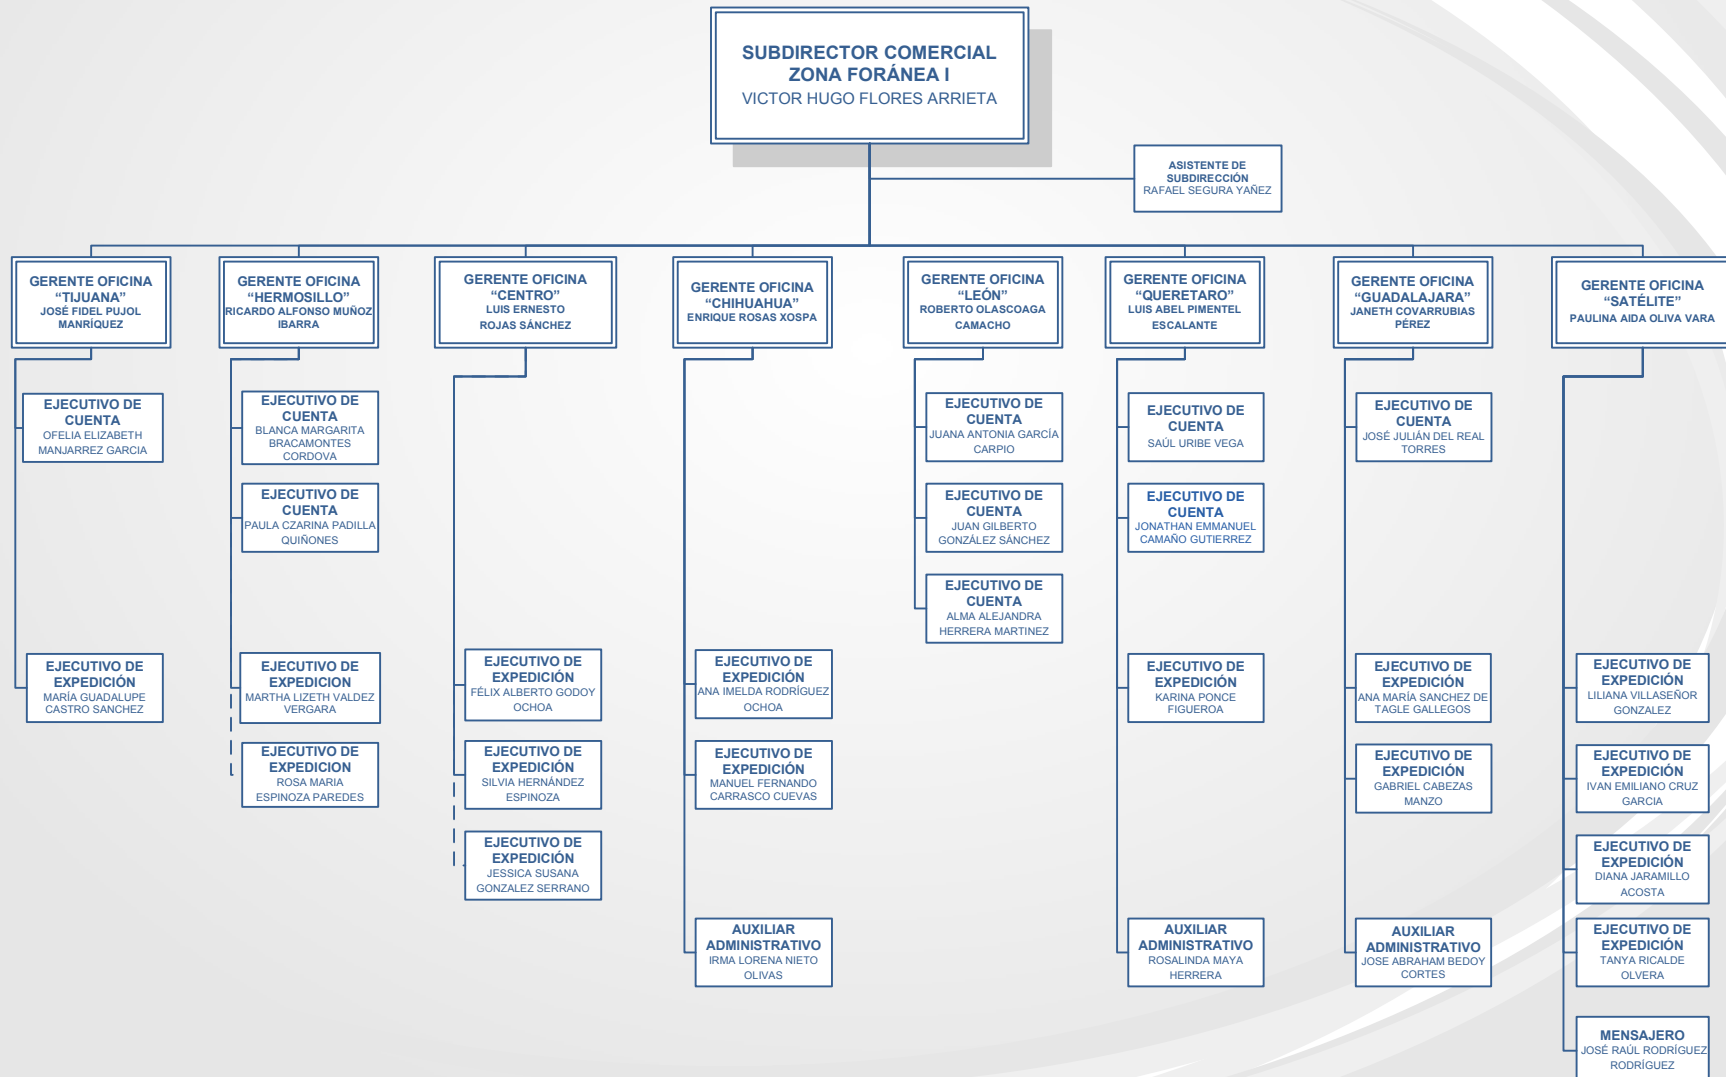 SUBDIRECTOR COMERCIAL
ZONA FORÁNEA I
VICTOR HUGO FLORES ARRIETA
ASISTENTE DE
SUBDIRECCIÓN
RAFAEL SEGURA YAÑEZ
GERENTE OFICINA
“TIJUANA”
JOSÉ FIDEL PUJOL
MANRÍQUEZ
EJECUTIVO DE
CUENTA
OFELIA ELIZABETH
MANJARREZ GARCIA
EJECUTIVO DE
EXPEDICIÓN
MARÍA GUADALUPE
CASTRO SANCHEZ
GERENTE OFICINA
“HERMOSILLO”
RICARDO ALFONSO MUÑOZ
IBARRA
EJECUTIVO DE
CUENTA
BLANCA MARGARITA
BRACAMONTES
CORDOVA
EJECUTIVO DE
CUENTA
PAULA CZARINA PADILLA
QUIÑONES
EJECUTIVO DE
EXPEDICION
MARTHA LIZETH VALDEZ
VERGARA
EJECUTIVO DE
EXPEDICION
ROSA MARIA
ESPINOZA PAREDES
GERENTE OFICINA
“CENTRO”
LUIS ERNESTO
ROJAS SÁNCHEZ
EJECUTIVO DE
EXPEDICIÓN
FÉLIX ALBERTO GODOY
OCHOA
EJECUTIVO DE
EXPEDICIÓN
SILVIA HERNÁNDEZ
ESPINOZA
EJECUTIVO DE
EXPEDICIÓN
JESSICA SUSANA
GONZALEZ SERRANO
GERENTE OFICINA
“CHIHUAHUA”
ENRIQUE ROSAS XOSPA
EJECUTIVO DE
EXPEDICIÓN
ANA IMELDA RODRÍGUEZ
OCHOA
EJECUTIVO DE
EXPEDICIÓN
MANUEL FERNANDO
CARRASCO CUEVAS
AUXILIAR
ADMINISTRATIVO
IRMA LORENA NIETO
OLIVAS
GERENTE OFICINA
“LEÓN”
ROBERTO OLASCOAGA
CAMACHO
EJECUTIVO DE
CUENTA
JUANA ANTONIA GARCÍA
CARPIO
EJECUTIVO DE
CUENTA
JUAN GILBERTO
GONZÁLEZ SÁNCHEZ
EJECUTIVO DE
CUENTA
ALMA ALEJANDRA
HERRERA MARTINEZ
GERENTE OFICINA
“QUERETARO”
LUIS ABEL PIMENTEL
ESCALANTE
EJECUTIVO DE
CUENTA
SAÚL URIBE VEGA
EJECUTIVO DE
CUENTA
JONATHAN EMMANUEL
CAMAÑO GUTIERREZ
EJECUTIVO DE
EXPEDICIÓN
KARINA PONCE
FIGUEROA
AUXILIAR
ADMINISTRATIVO
ROSALINDA MAYA
HERRERA
GERENTE OFICINA
“GUADALAJARA”
JANETH COVARRUBIAS
PÉREZ
EJECUTIVO DE
CUENTA
JOSÉ JULIÁN DEL REAL
TORRES
EJECUTIVO DE
EXPEDICIÓN
ANA MARÍA SANCHEZ DE
TAGLE GALLEGOS
EJECUTIVO DE
EXPEDICIÓN
GABRIEL CABEZAS
MANZO
AUXILIAR
ADMINISTRATIVO
JOSE ABRAHAM BEDOY
CORTES
GERENTE OFICINA
“SATÉLITE”
PAULINA AIDA OLIVA VARA
EJECUTIVO DE
EXPEDICIÓN
LILIANA VILLASEÑOR
GONZALEZ
EJECUTIVO DE
EXPEDICIÓN
IVAN EMILIANO CRUZ
GARCIA
EJECUTIVO DE
EXPEDICIÓN
DIANA JARAMILLO
ACOSTA
EJECUTIVO DE
EXPEDICIÓN
TANYA RICALDE
OLVERA
MENSAJERO
JOSÉ RAÚL RODRÍGUEZ
RODRÍGUEZ